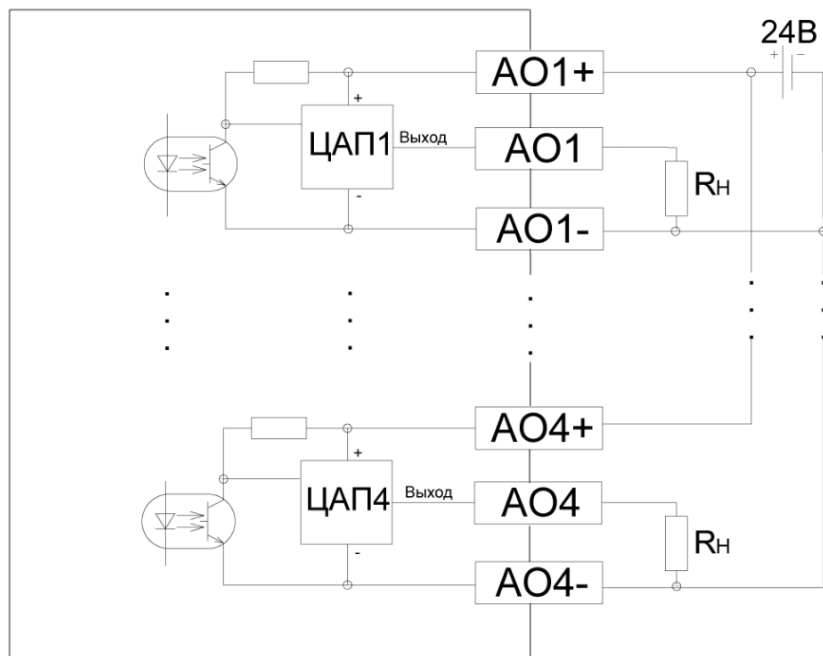 24В
+ –
AO1+
+
ЦАП1
Выход
AO1
Rн
-
AO1-
AO4+
+
ЦАП4
Выход
AO4
Rн
-
AO4-